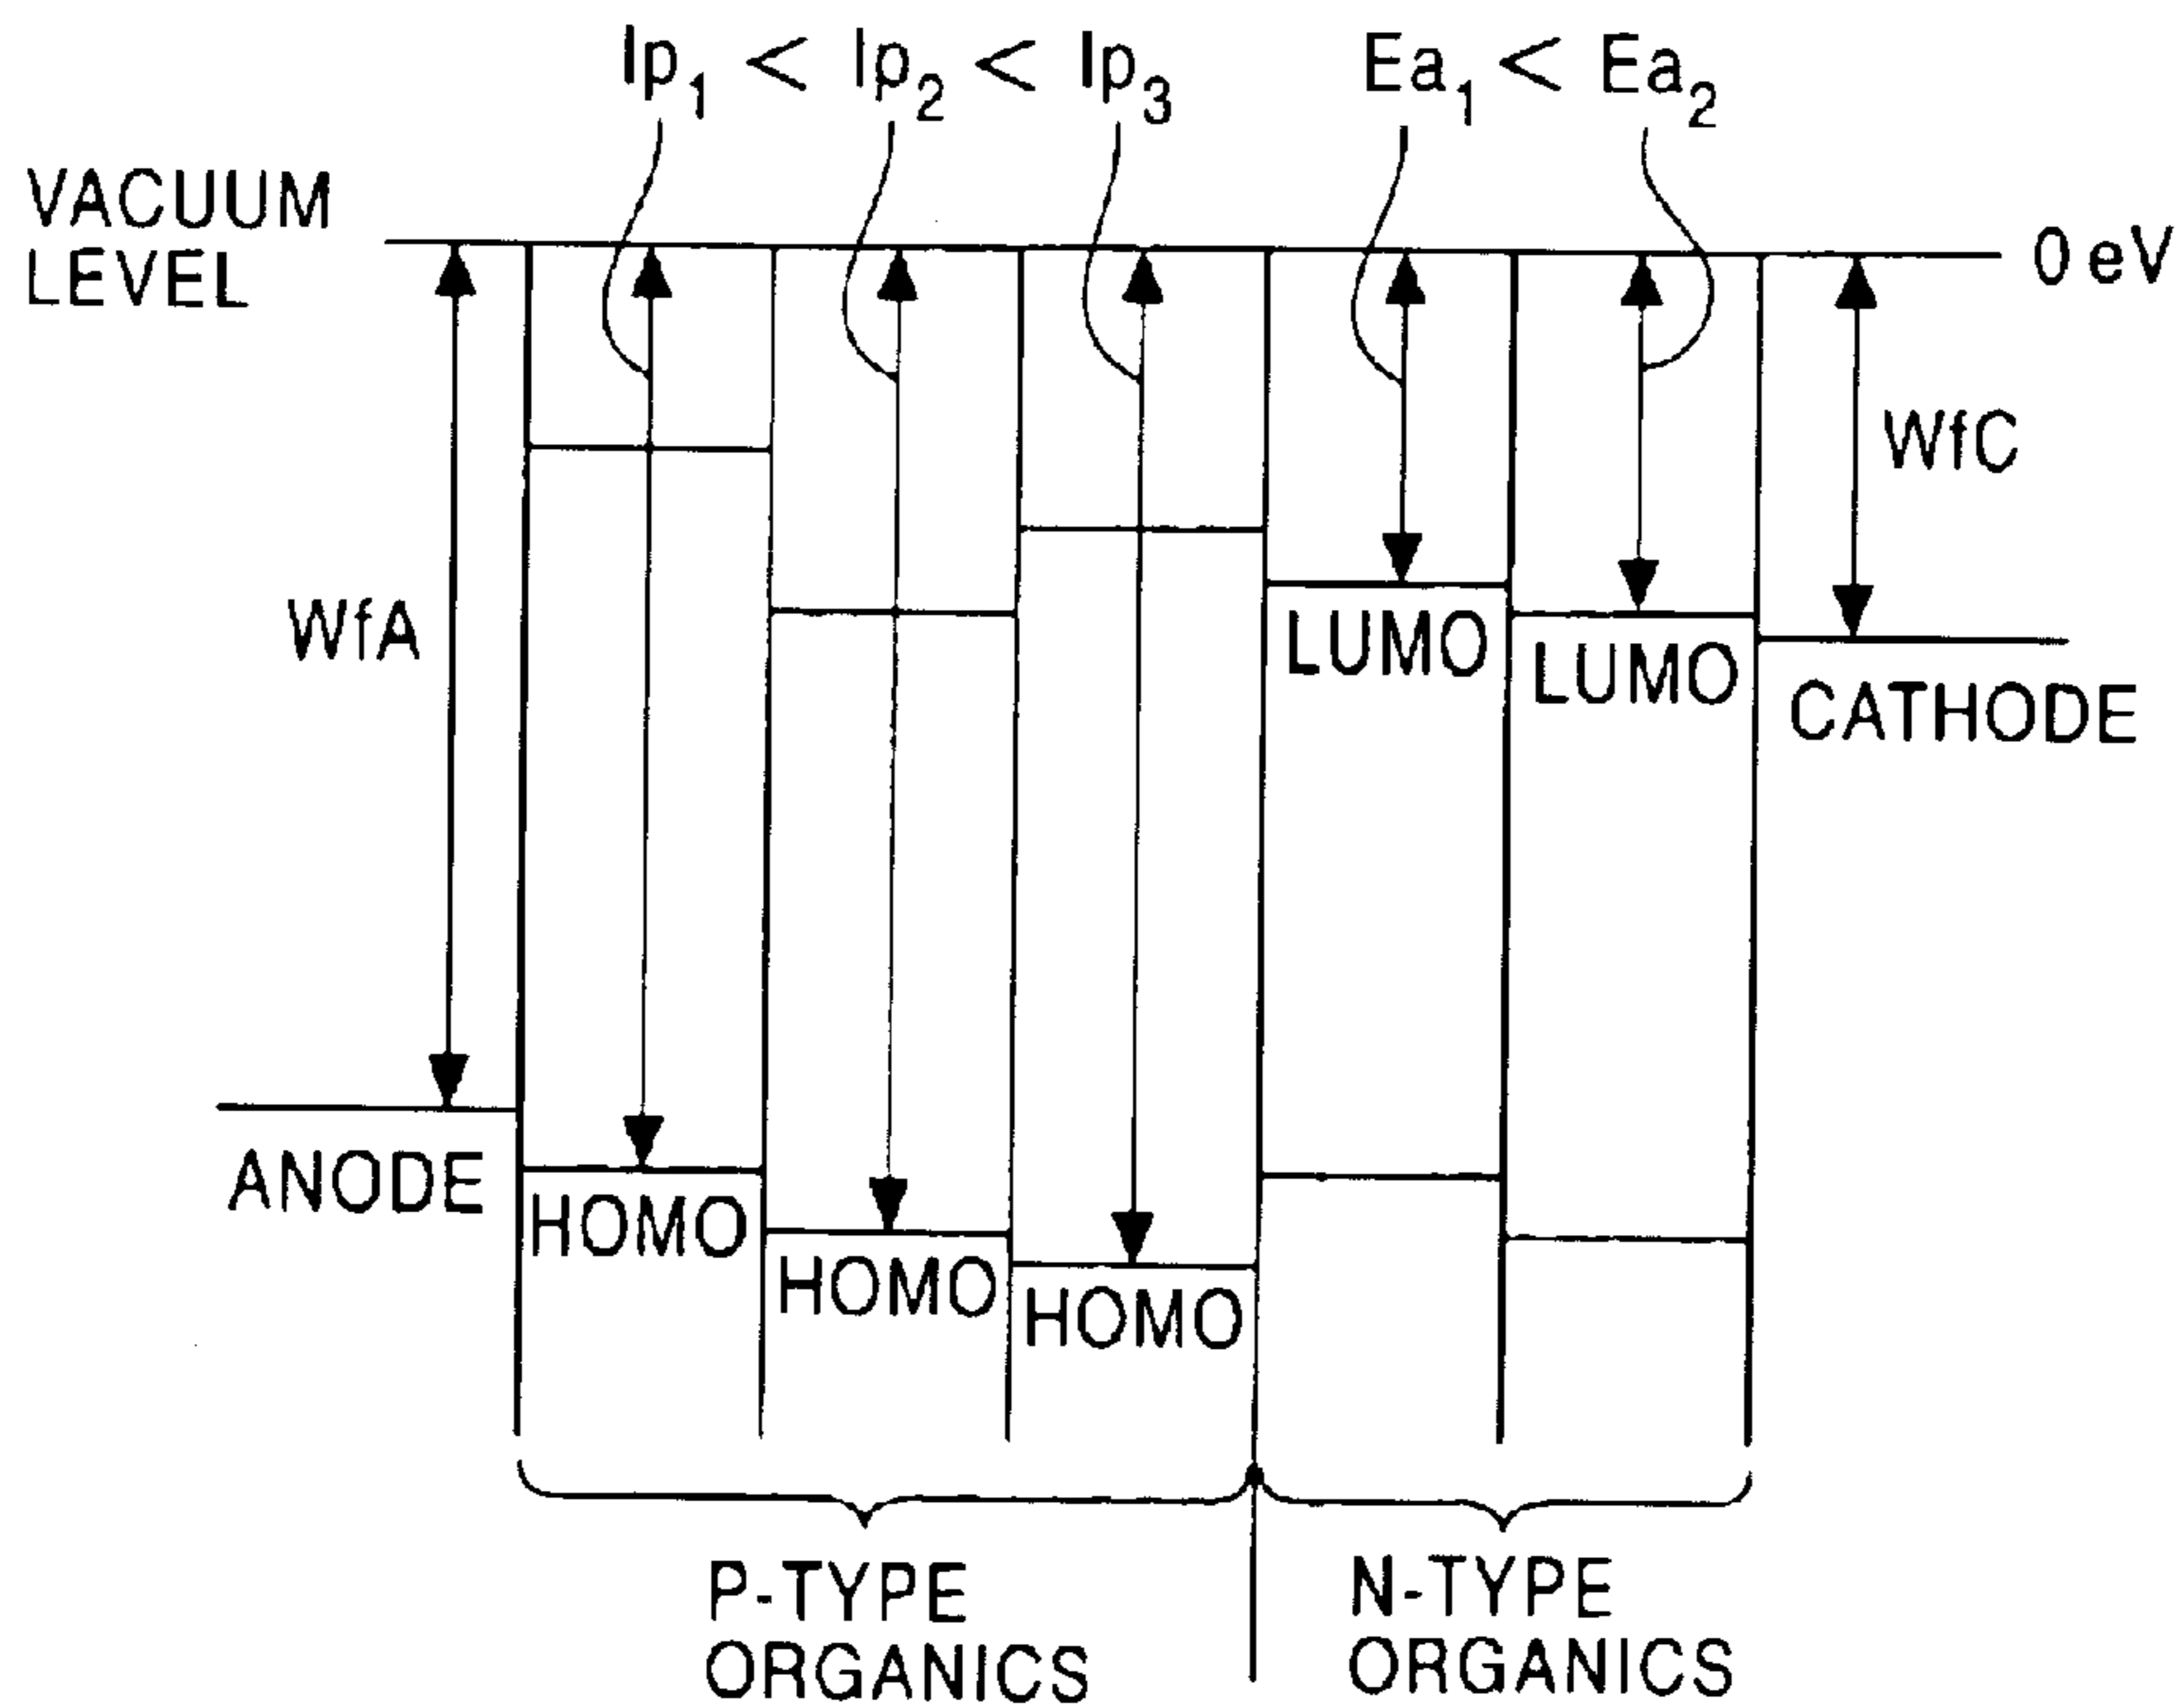 Ip₁ < Ip₂ < Ip₃
Ea₁ < Ea₂
VACUUM
LEVEL
0 eV
WfC
WfA
LUMO
LUMO
CATHODE
ANODE
HOMO
HOMO
HOMO
P-TYPE
ORGANICS
N-TYPE
ORGANICS